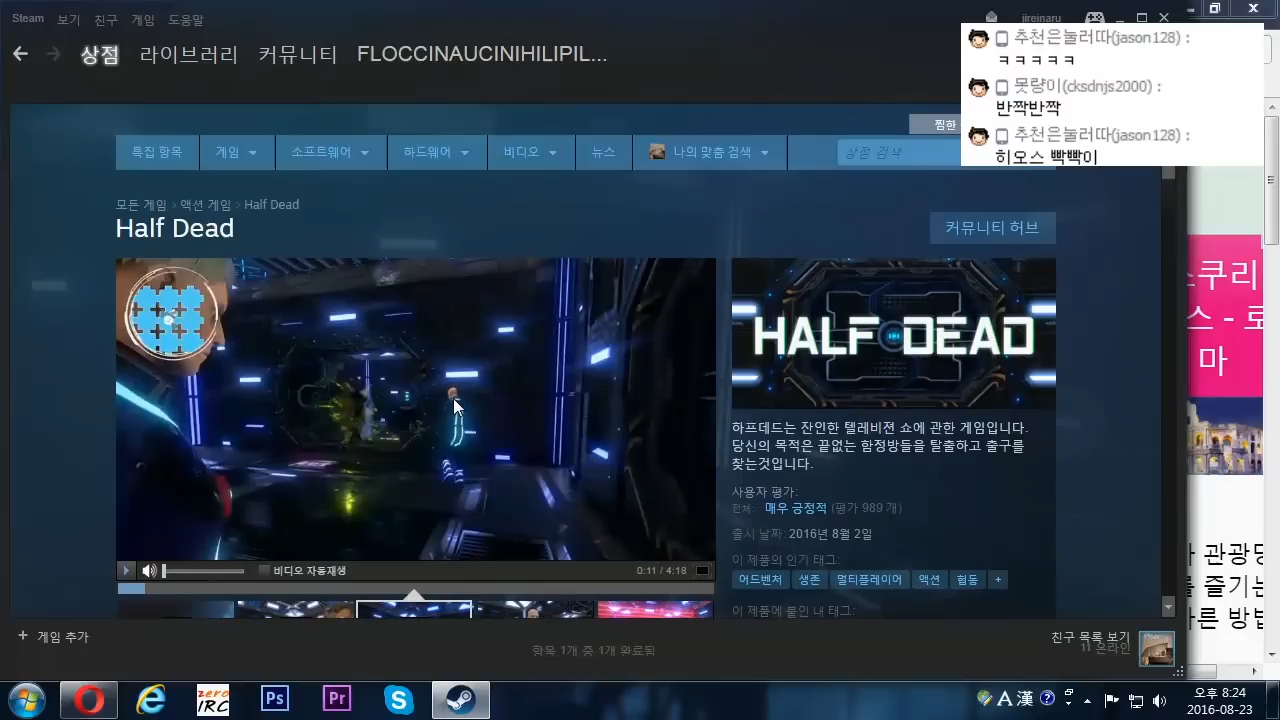 Steam 보기 친구 게임 도움말 jireinaru
상점 라이브러리 FLOCCINAUCINIHILIPIL...
추천은눌러따(jason128) :
ㅋㅋㅋㅋㅋ
못량이(cksdnjs2000) :
반짝반짝
추천은눌러따(jason128) :
히오스 빡빡이
찜한
특집 항목 게임 하드웨어 비디오 뉴스 나의 맞춤 검색 상점 검색
모든 게임 > 액션 게임 > Half Dead
Half Dead
커뮤니티 허브
HALF DEAD
하프데드는 잔인한 텔레비젼 쇼에 관한 게임입니다.
당신의 목적은 끝없는 함정방들을 탈출하고 출구를
찾는것입니다.
사용자 평가:
전체: 매우 긍정적 (평가 989 개)
출시 날짜: 2016년 8월 2일
이 제품의 인기 태그:
어드벤처 생존 멀티플레이어 액션 협동 +
이 제품에 붙인 내 태그:
비디오 자동재생 0:11 / 4:18
쿠리
스 - 로
마
관광
즐기는
른 방법
+ 게임 추가
항목 1개 중 1개 완료됨
친구 목록 보기
11 온라인
zero
IRC
Ps
Pr
A 漢
오후 8:24
2016-08-23